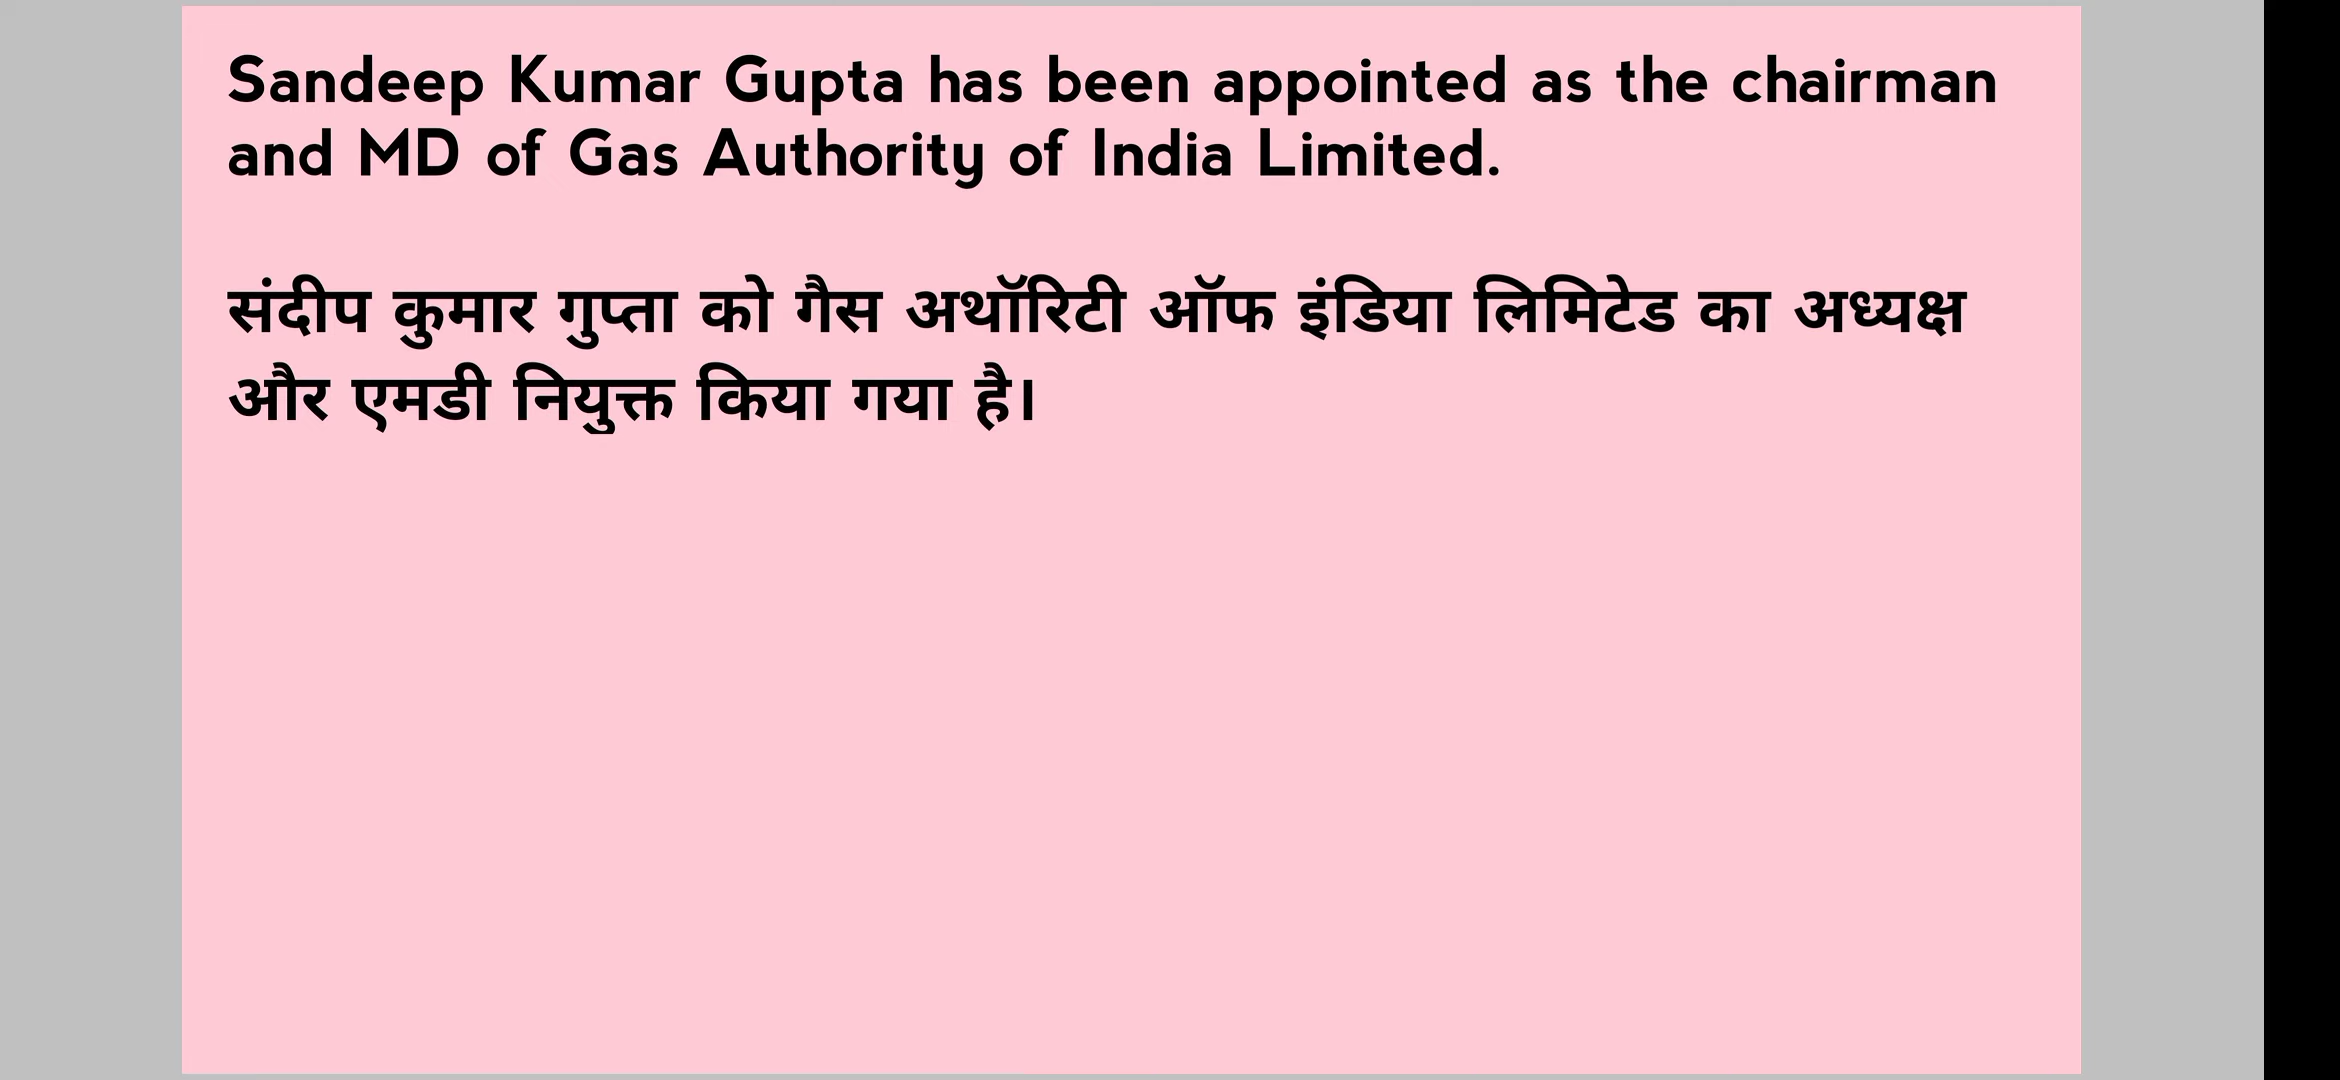 Sandeep Kumar Gupta has been appointed as the chairman
and MD of Gas Authority of India Limited.
संदीप कुमार गुप्ता को गैस अथॉरिटी ऑफ इंडिया लिमिटेड का अध्यक्ष
और एमडी नियुक्त किया गया है।